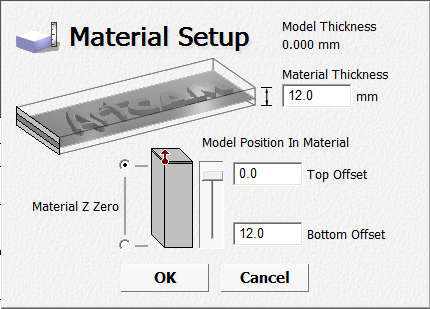 Material Setup
Model Thickness
0.000 mm
Material Thickness
12.0 mm
ArtCAM
Model Position In Material
0.0 Top Offset
Material Z Zero
12.0 Bottom Offset
OK Cancel